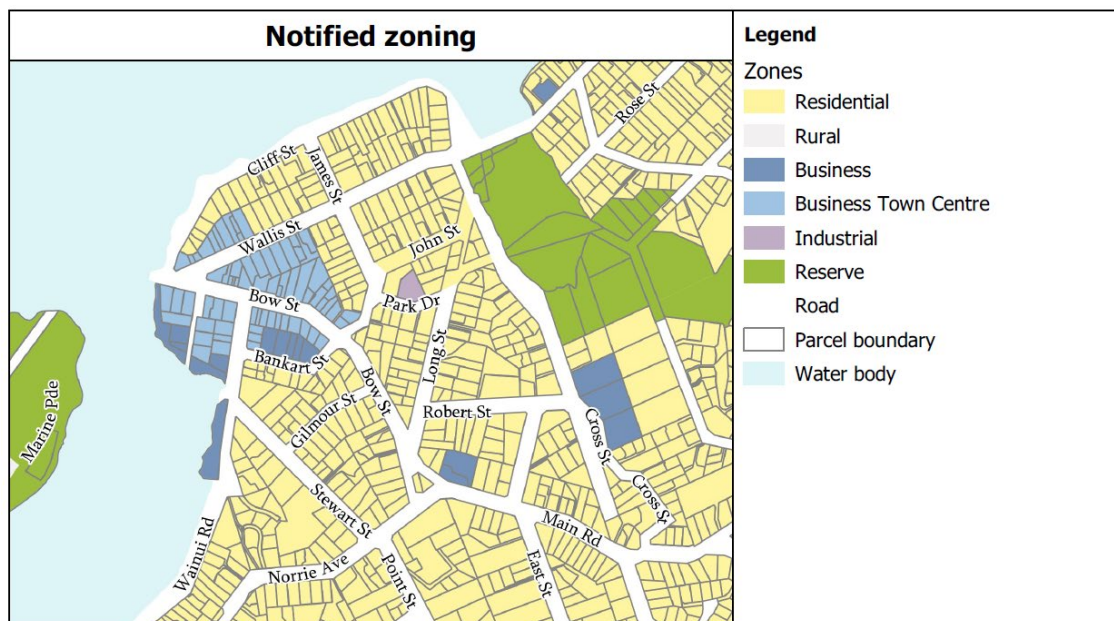 Notified zoning
Legend
Zones
Residential
Rural
Business
Business Town Centre
Industrial
Reserve
Road
Parcel boundary
Water body
Rose St
Cliff St
James St
Wallis St
John St
Park Dr
Bow St
Long St
Bankart St
Bow St
Gilmour St
Robert St
Marine Pde
Cross St
Cross St
Stewart St
Main Rd
Wainui Rd
Norrie Ave
Point St
East St